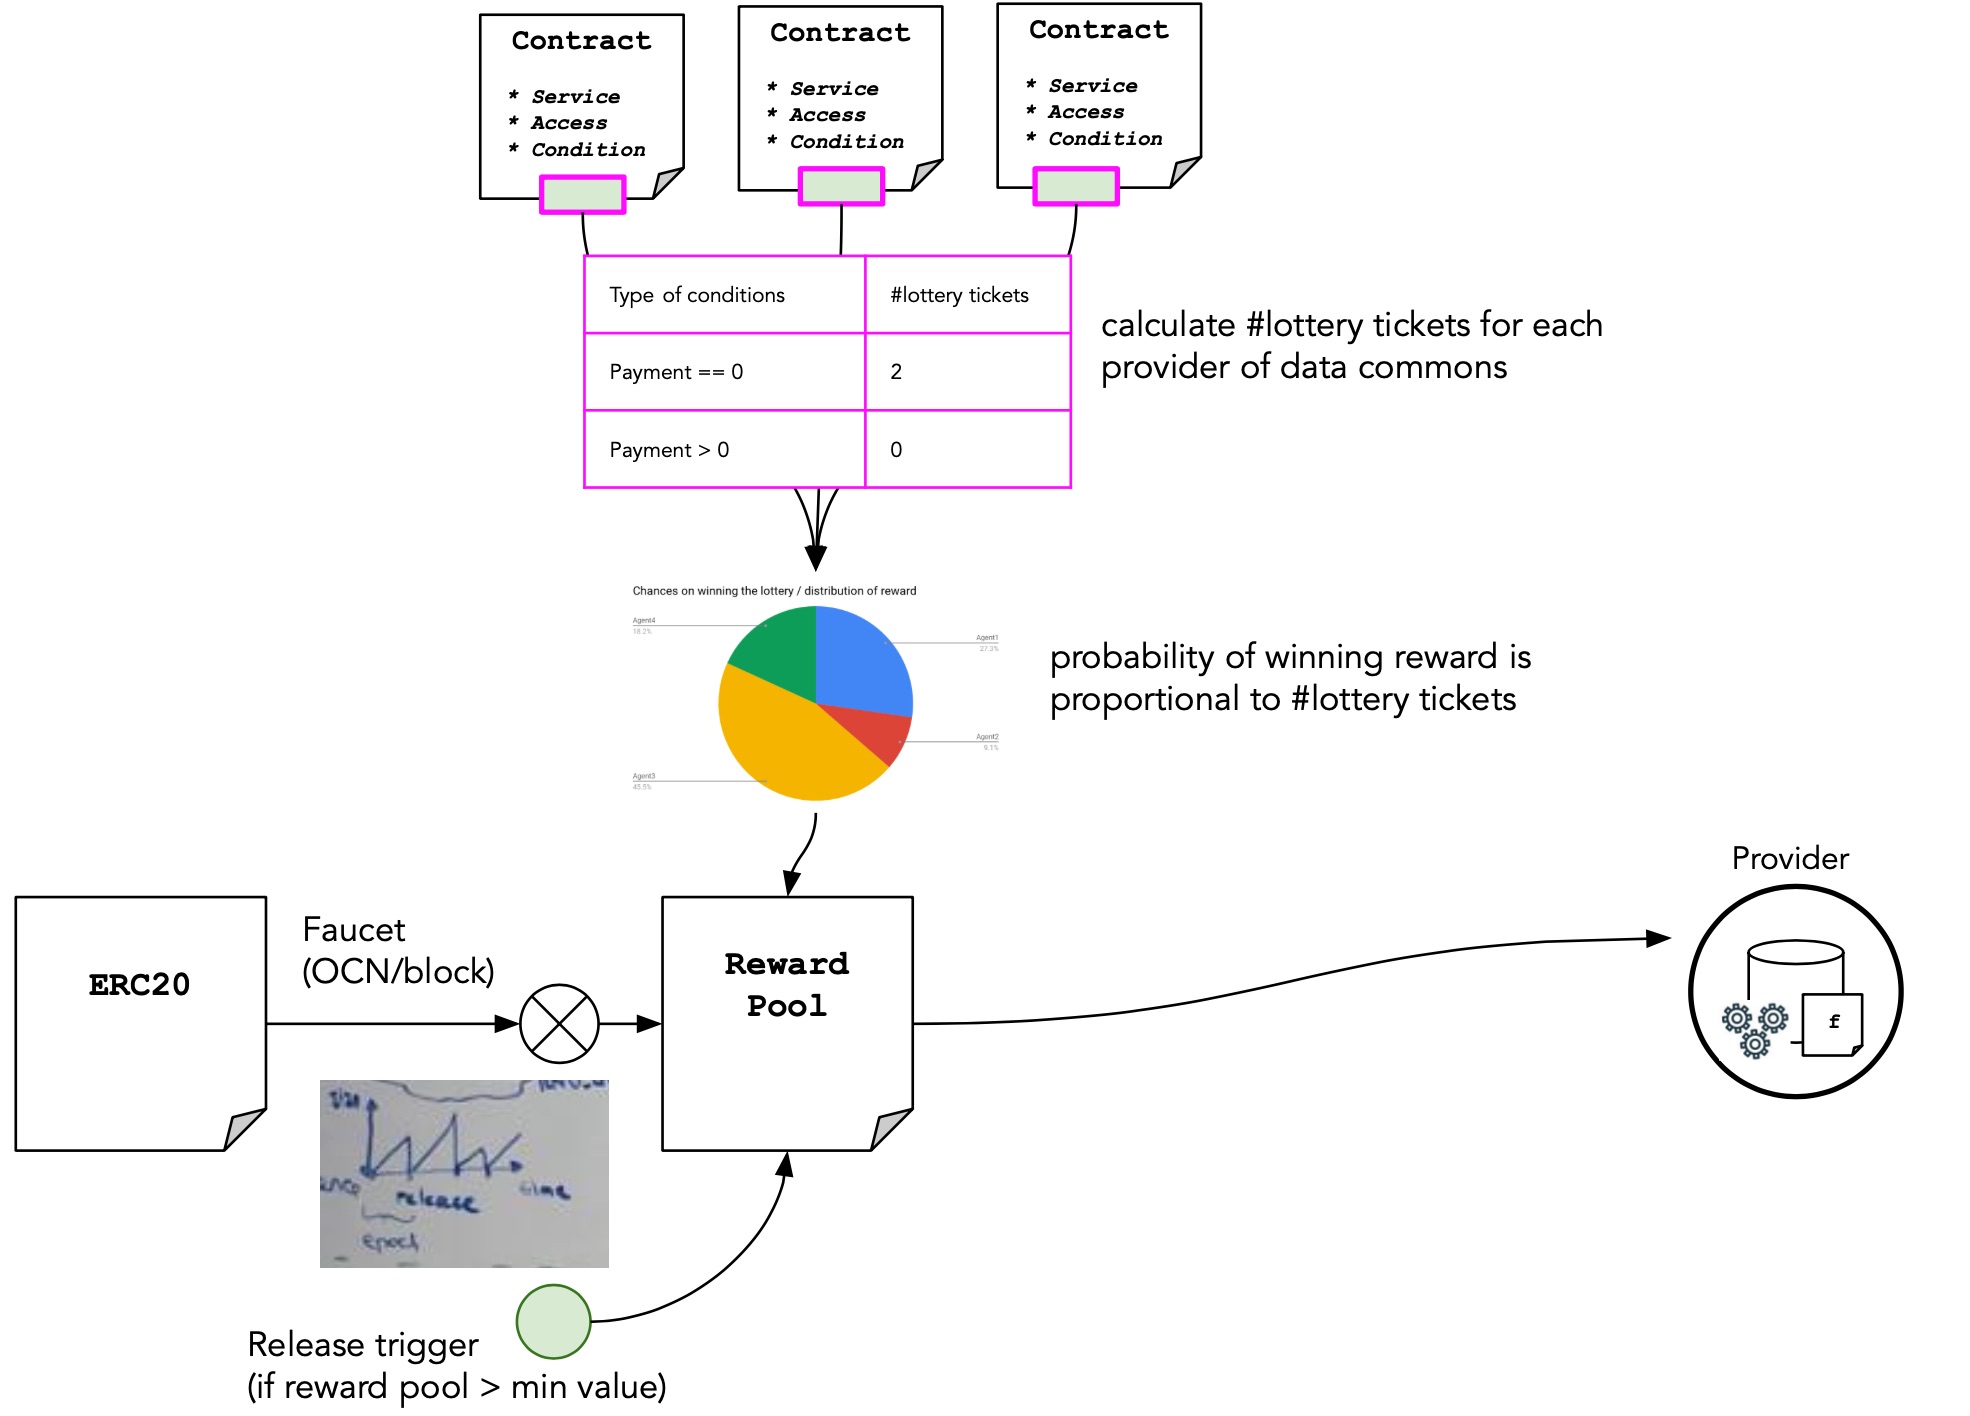 Contract
* Service
* Access
* Condition
Contract
* Service
* Access
* Condition
Contract
* Service
* Access
* Condition
Type of conditions
#lottery tickets
Payment == 0
2
Payment > 0
0
calculate #lottery tickets for each
provider of data commons
Chances on winning the lottery / distribution of reward
Agent4
18.2%
Agent1
27.3%
Agent2
9.1%
Agent3
45.5%
probability of winning reward is
proportional to #lottery tickets
ERC20
Faucet
(OCN/block)
Reward
Pool
Provider
f
release
time
epoch
Release trigger
(if reward pool > min value)